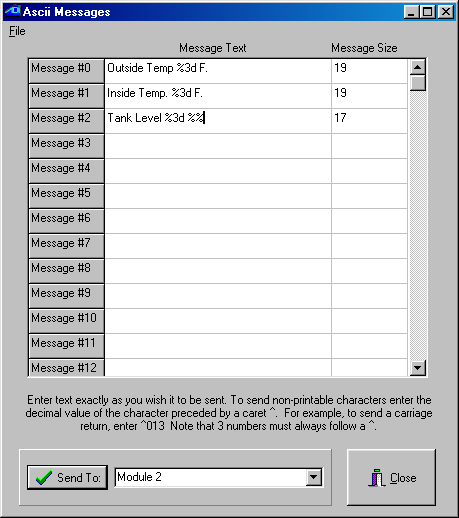 Ascii Messages
File
Message Text Message Size
Message #0 Outside Temp %3d F. 19
Message #1 Inside Temp. %3d F. 19
Message #2 Tank Level %3d %% 17
Message #3
Message #4
Message #5
Message #6
Message #7
Message #8
Message #9
Message #10
Message #11
Message #12
Enter text exactly as you wish it to be sent. To send non-printable characters enter the
decimal value of the character preceded by a caret ^.  For example, to send a carriage
return, enter ^013  Note that 3 numbers must always follow a ^.
Send To: Module 2 Close